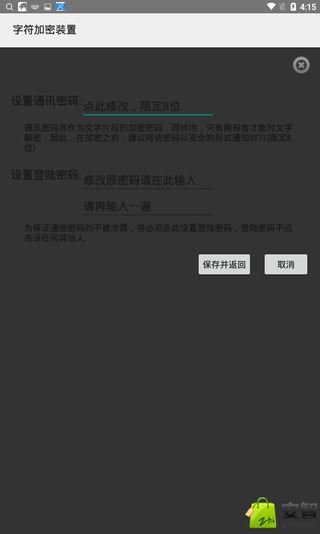 4:15
字符加密装置
设置通讯密码:
点此修改，限定8位
通讯密码将作为文字片段的加密密码，同样地，只有拥有者才能对文字
解密，因此，在加密之前，建议将该密码以安全的形式通知对方(限定8
位)
设置登陆密码:
修改原密码请在此输入
请再输入一遍
为保证通信密码的不被泄露，将必须在此设置登陆密码，登陆密码不应
告诉任何其他人
保存并返回
取消
安智